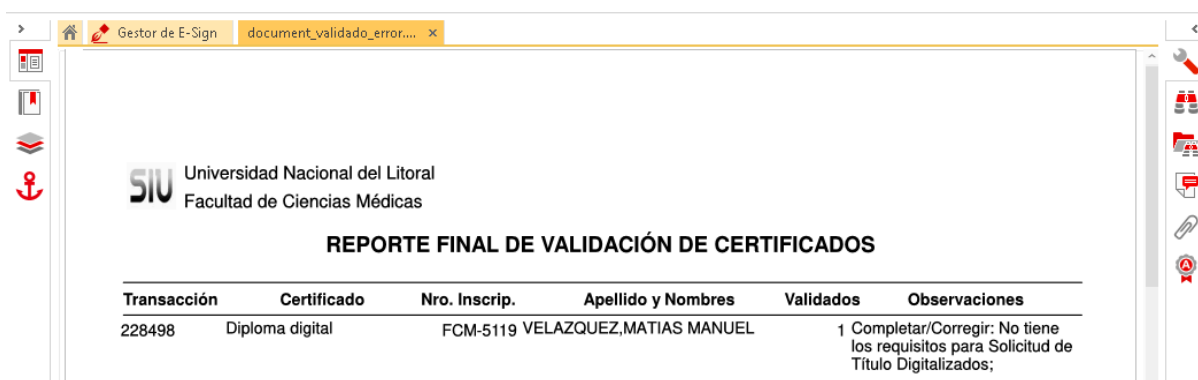 Gestor de E-Sign
document_validado_error....
SIU
Universidad Nacional del Litoral
Facultad de Ciencias Médicas
REPORTE FINAL DE VALIDACIÓN DE CERTIFICADOS
Transacción Certificado Nro. Inscrip. Apellido y Nombres Validados Observaciones
228498 Diploma digital FCM-5119 VELAZQUEZ,MATIAS MANUEL 1 Completar/Corregir: No tiene
los requisitos para Solicitud de
Título Digitalizados;